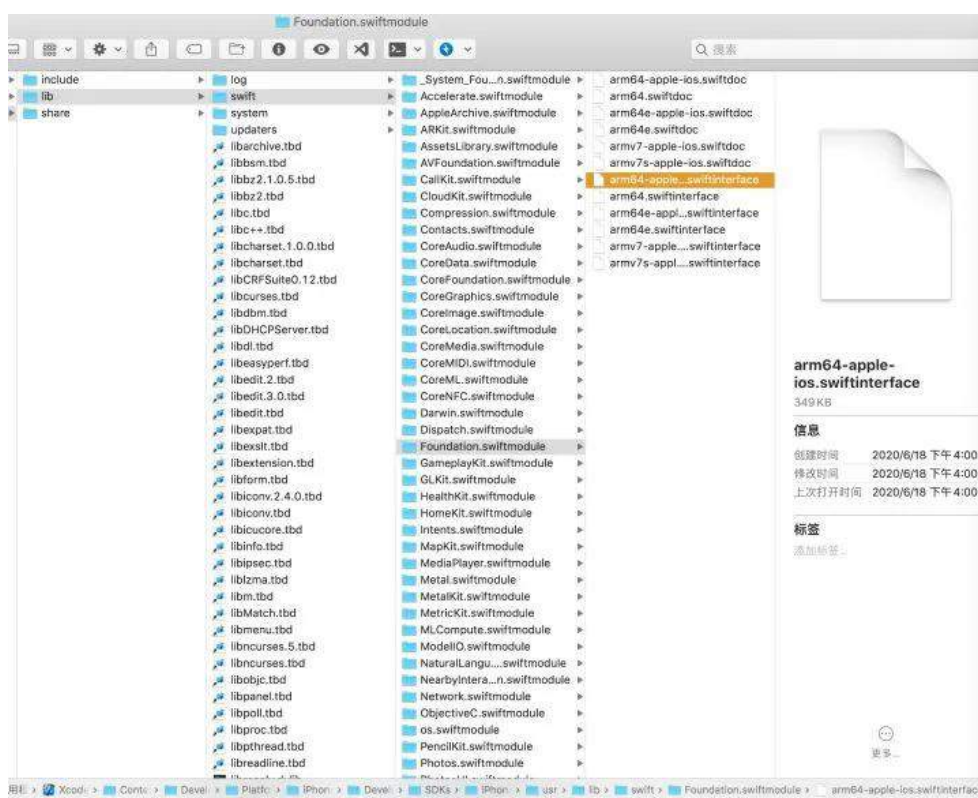 Foundation.swiftmodule
搜索
include
lib
share
log
swift
system
updaters
libarchive.tbd
libbsm.tbd
libbz2.1.0.5.tbd
libbz2.tbd
libc.tbd
libc++.tbd
libcharset.1.0.0.tbd
libcharset.tbd
libCRFSuite0.12.tbd
libcurses.tbd
libdbm.tbd
libDHCPServer.tbd
libdl.tbd
libeasyperf.tbd
libedit.2.tbd
libedit.3.0.tbd
libedit.tbd
libexpat.tbd
libexslt.tbd
libextension.tbd
libform.tbd
libiconv.2.4.0.tbd
libiconv.tbd
libicucore.tbd
libinfo.tbd
libipsec.tbd
liblzma.tbd
libm.tbd
libMatch.tbd
libmenu.tbd
libncurses.5.tbd
libncurses.tbd
libobjc.tbd
libpanel.tbd
libpoll.tbd
libproc.tbd
libpthread.tbd
libreadline.tbd
_System_Fou...n.swiftmodule
Accelerate.swiftmodule
AppleArchive.swiftmodule
ARKit.swiftmodule
AssetsLibrary.swiftmodule
AVFoundation.swiftmodule
CallKit.swiftmodule
CloudKit.swiftmodule
Compression.swiftmodule
Contacts.swiftmodule
CoreAudio.swiftmodule
CoreData.swiftmodule
CoreFoundation.swiftmodule
CoreGraphics.swiftmodule
CoreImage.swiftmodule
CoreLocation.swiftmodule
CoreMedia.swiftmodule
CoreMIDI.swiftmodule
CoreML.swiftmodule
CoreNFC.swiftmodule
Darwin.swiftmodule
Dispatch.swiftmodule
Foundation.swiftmodule
GameplayKit.swiftmodule
GLKit.swiftmodule
HealthKit.swiftmodule
HomeKit.swiftmodule
Intents.swiftmodule
MapKit.swiftmodule
MediaPlayer.swiftmodule
Metal.swiftmodule
MetalKit.swiftmodule
MetricKit.swiftmodule
MLCompute.swiftmodule
ModelIO.swiftmodule
NaturalLangu....swiftmodule
NearbyIntera...n.swiftmodule
Network.swiftmodule
ObjectiveC.swiftmodule
os.swiftmodule
PencilKit.swiftmodule
Photos.swiftmodule
arm64-apple-ios.swiftdoc
arm64.swiftdoc
arm64e-apple-ios.swiftdoc
arm64e.swiftdoc
armv7-apple-ios.swiftdoc
armv7s-apple-ios.swiftdoc
arm64-apple...swiftinterface
arm64.swiftinterface
arm64e-appl...swiftinterface
arm64e.swiftinterface
armv7-apple....swiftinterface
armv7s-appl....swiftinterface
arm64-apple-
ios.swiftinterface
349 KB
信息
创建时间 2020/6/18 下午 4:00
修改时间 2020/6/18 下午 4:00
上次打开时间 2020/6/18 下午 4:00
标签
添加标签...
更多...
Xcod Conte Devel Platfo iPhon Devel SDKs iPhon usr lib swift Foundation.swiftmodule arm64-apple-ios.swiftinterfac